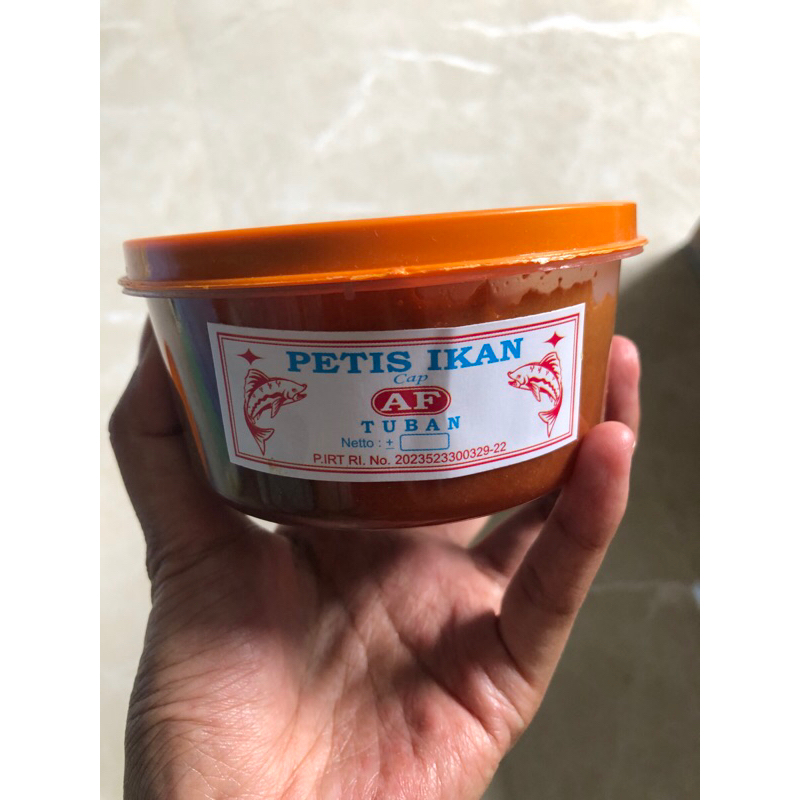 PETIS IKAN
Cap
AF
TUBAN
Netto : ±
P.IRT RI. No. 2023523300329-22